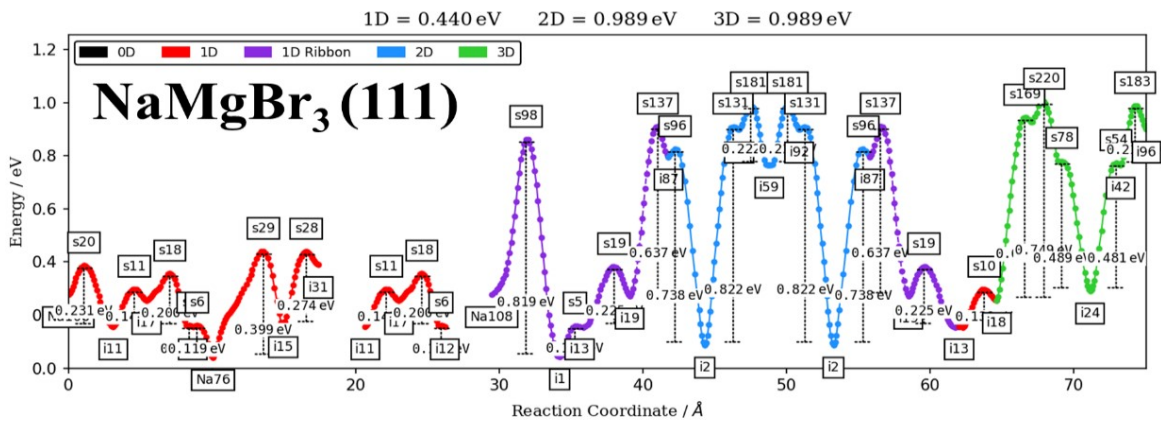 1D = 0.440 eV 2D = 0.989 eV 3D = 0.989 eV
0D 1D 1D Ribbon 2D 3D
NaMgBr₃ (111)
Energy / eV
1.2
1.0
0.8
0.6
0.4
0.2
0.0
s20
0.231 eV
i11
s11
i17
s18
0.200
s6
0.119 eV
Na76
s29
0.399 eV
i15
s28
0.274 eV
i31
i11
s11
i17
s18
0.200
s6
i12
Na108
s98
0.819 eV
i1
s5
i13
s19
i19
s137
0.637 eV
s96
i87
0.738 eV
i2
s131
0.822 eV
s181
i59
s181
s131
i92
0.822 eV
i2
s96
i87
0.738 eV
s137
0.637 eV
s19
0.225 eV
i13
s10
i18
s169
s220
0.749 eV
s78
0.489
i24
s54
0.481 eV
i42
s183
i96
0 20 30 40 50 60 70
Reaction Coordinate / Å